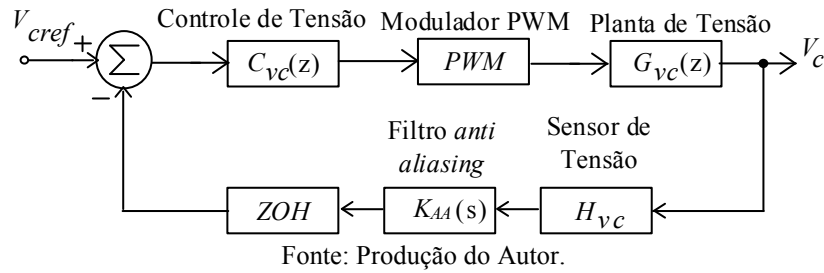 Controle de Tensão
Modulador PWM
Planta de Tensão
V_cref
+
Σ
−
C_vc(z)
PWM
G_vc(z)
V_c
Filtro anti
aliasing
Sensor de
Tensão
ZOH
K_AA(s)
H_vc
Fonte: Produção do Autor.